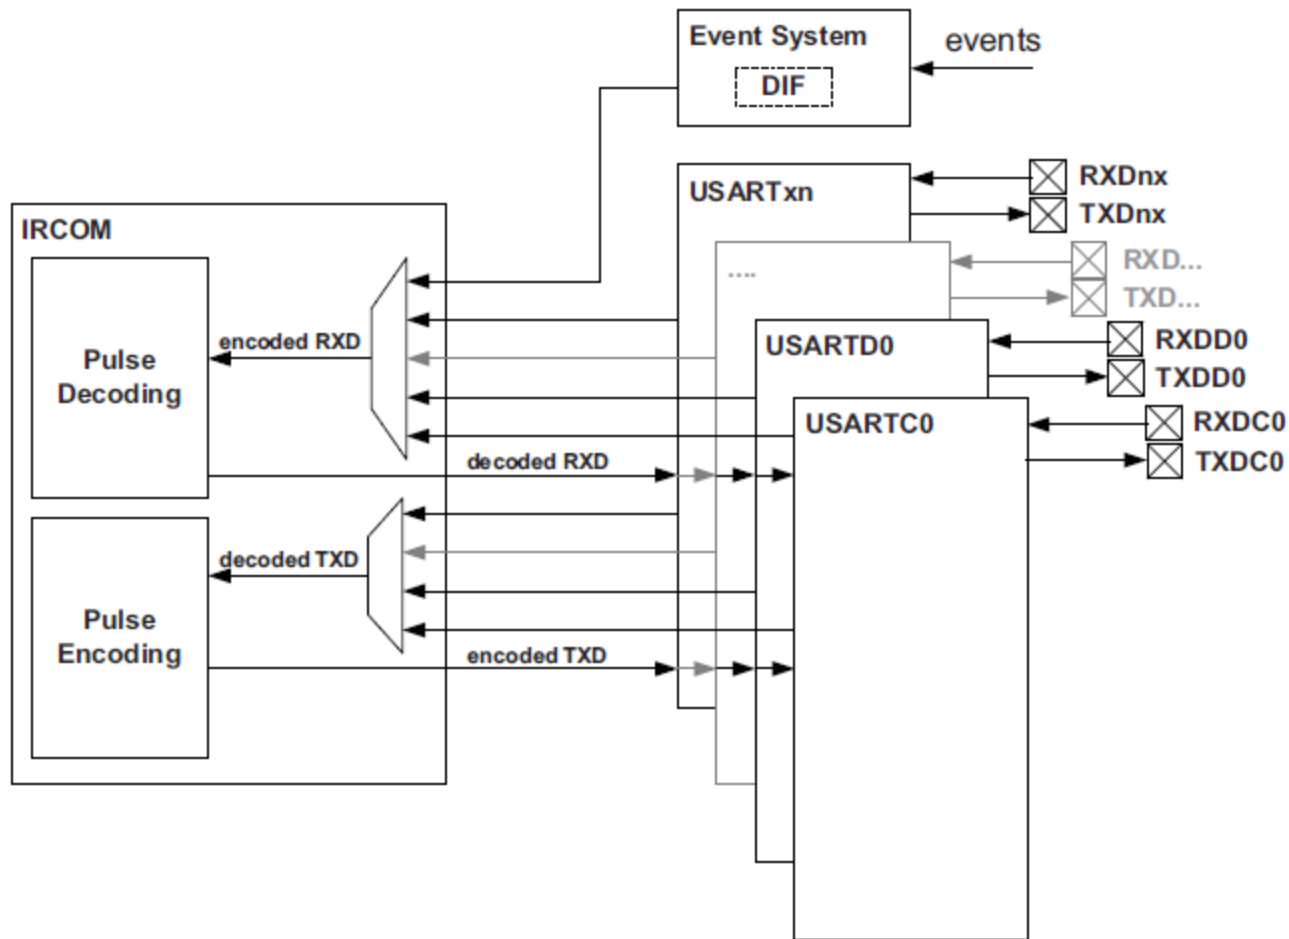 Event System
events
DIF
USARTxn
RXDnx
TXDnx
IRCOM
....
RXD...
TXD...
encoded RXD
Pulse
Decoding
USARTD0
RXDD0
TXDD0
USARTC0
RXDC0
TXDC0
decoded RXD
decoded TXD
Pulse
Encoding
encoded TXD